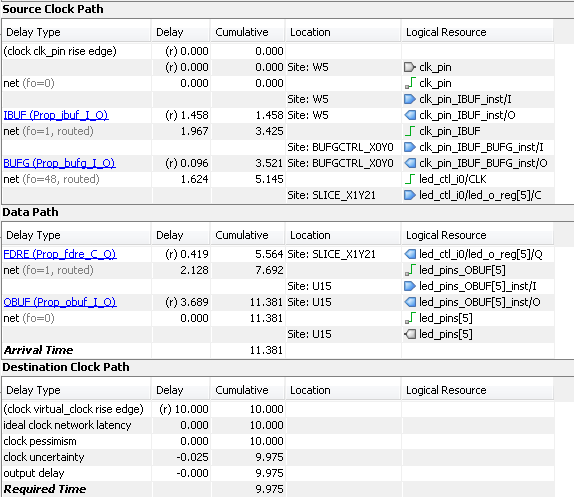 Source Clock Path
Delay Type Delay Cumulative Location Logical Resource
(clock clk_pin rise edge) (r) 0.000 0.000
(r) 0.000 0.000 Site: W5 clk_pin
net (fo=0) 0.000 0.000 clk_pin
Site: W5 clk_pin_IBUF_inst/I
IBUF (Prop_ibuf_I_O) (r) 1.458 1.458 Site: W5 clk_pin_IBUF_inst/O
net (fo=1, routed) 1.967 3.425 clk_pin_IBUF
Site: BUFGCTRL_X0Y0 clk_pin_IBUF_BUFG_inst/I
BUFG (Prop_bufg_I_O) (r) 0.096 3.521 Site: BUFGCTRL_X0Y0 clk_pin_IBUF_BUFG_inst/O
net (fo=48, routed) 1.624 5.145 led_ctl_i0/CLK
Site: SLICE_X1Y21 led_ctl_i0/led_o_reg[5]/C
Data Path
Delay Type Delay Cumulative Location Logical Resource
FDRE (Prop_fdre_C_Q) (r) 0.419 5.564 Site: SLICE_X1Y21 led_ctl_i0/led_o_reg[5]/Q
net (fo=1, routed) 2.128 7.692 led_pins_OBUF[5]
Site: U15 led_pins_OBUF[5]_inst/I
OBUF (Prop_obuf_I_O) (r) 3.689 11.381 Site: U15 led_pins_OBUF[5]_inst/O
net (fo=0) 0.000 11.381 led_pins[5]
Site: U15 led_pins[5]
Arrival Time 11.381
Destination Clock Path
Delay Type Delay Cumulative Location Logical Resource
(clock virtual_clock rise edge) (r) 10.000 10.000
ideal clock network latency 0.000 10.000
clock pessimism 0.000 10.000
clock uncertainty -0.025 9.975
output delay -0.000 9.975
Required Time 9.975